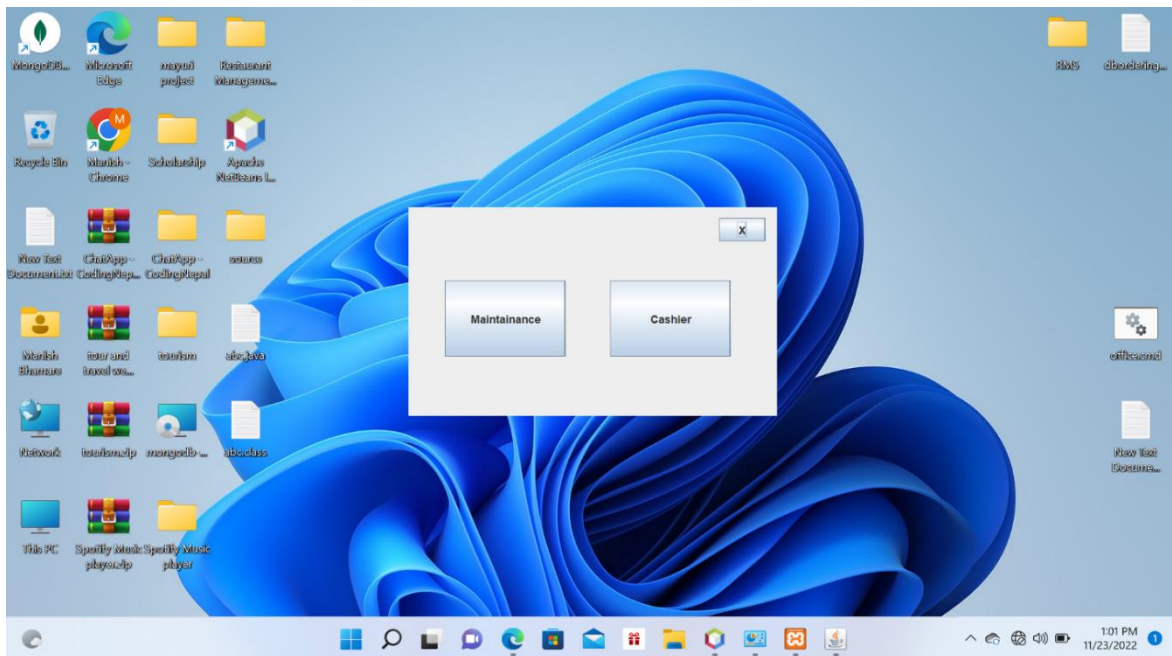 MongoDB...
Microsoft
Edge
mayuri
project
Restaurant
Manageme...
RMS
dbordering...
Recycle Bin
Manish -
Chrome
Scholarship
Apache
NetBeans I...
M
New Text
Document.txt
ChatApp -
CodingNep...
ChatApp -
CodingNepal
source
X
Maintainance
Cashier
Manish
Bhamare
tour and
travel we...
tourism
abc.java
office.cmd
Network
tourism.zip
mongodb-...
abc.class
New Text
Docume...
This PC
Spotify Music
player.zip
Spotify Music
player
1:01 PM
11/23/2022
1